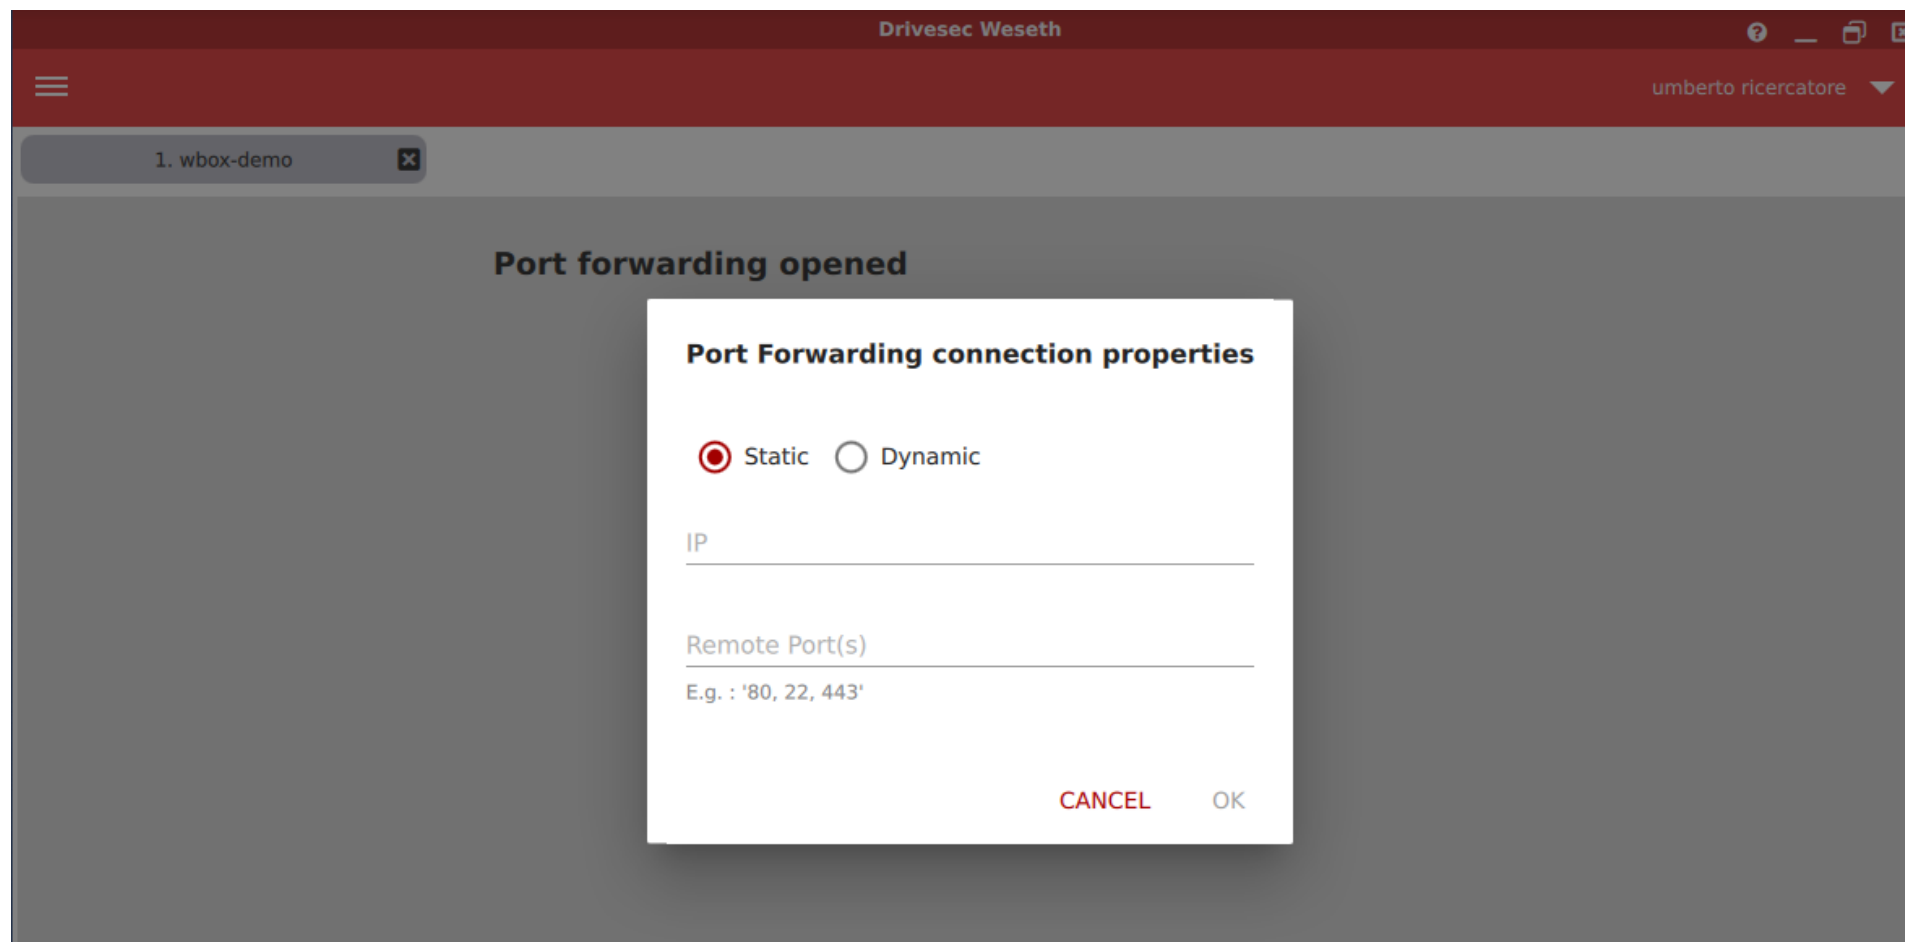 Drivesec Weseth
umberto ricercatore
1. wbox-demo
Port forwarding opened
Port Forwarding connection properties
Static Dynamic
IP
Remote Port(s)
E.g. : '80, 22, 443'
CANCEL OK